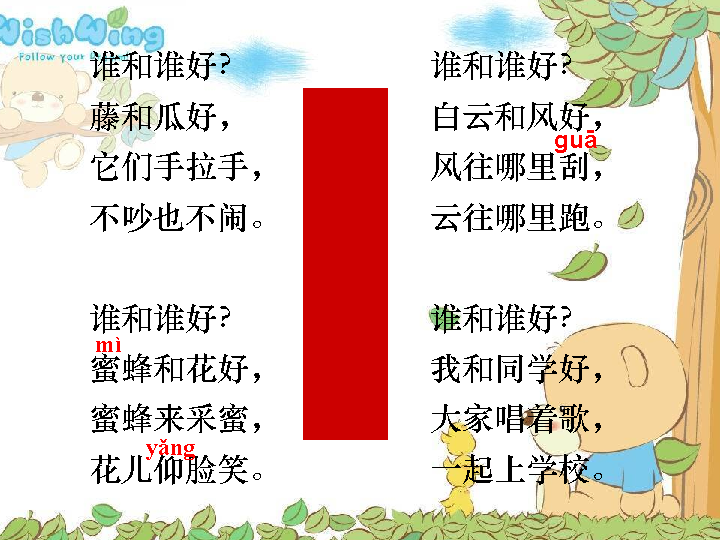 WishWing
Follow your
谁和谁好?
藤和瓜好，
它们手拉手，
不吵也不闹。
谁和谁好?
mì
蜜蜂和花好，
蜜蜂来采蜜，
yǎng
花儿仰脸笑。
谁和谁好?
白云和风好，
guā
风往哪里刮，
云往哪里跑。
谁和谁好?
我和同学好，
大家唱着歌，
一起上学校。